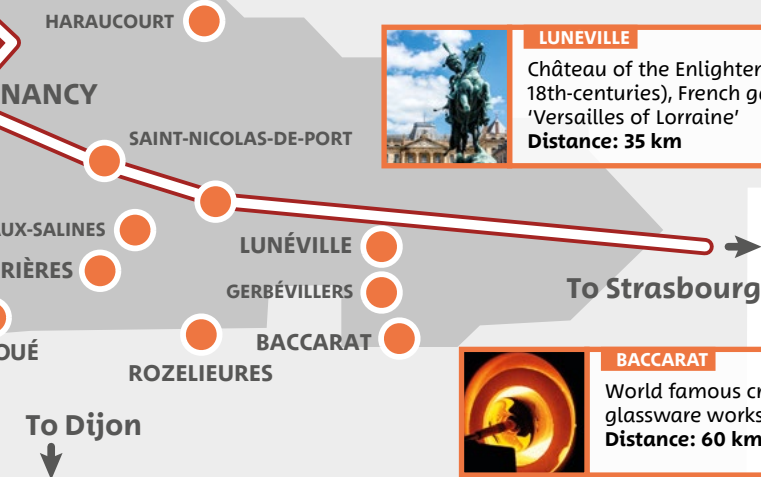 HARAUCOURT
LUNEVILLE
Château of the
18th-centuries), French
'Versailles of Lorraine'
Distance: 35 km
NANCY
SAINT-NICOLAS-DE-PORT
UX-SALINES
RIÈRES
LUNÉVILLE
GERBÉVILLERS
To Strasbourg
BACCARAT
OUÉ
ROZELIEURES
BACCARAT
World famous
glassware works
Distance: 60 km
To Dijon